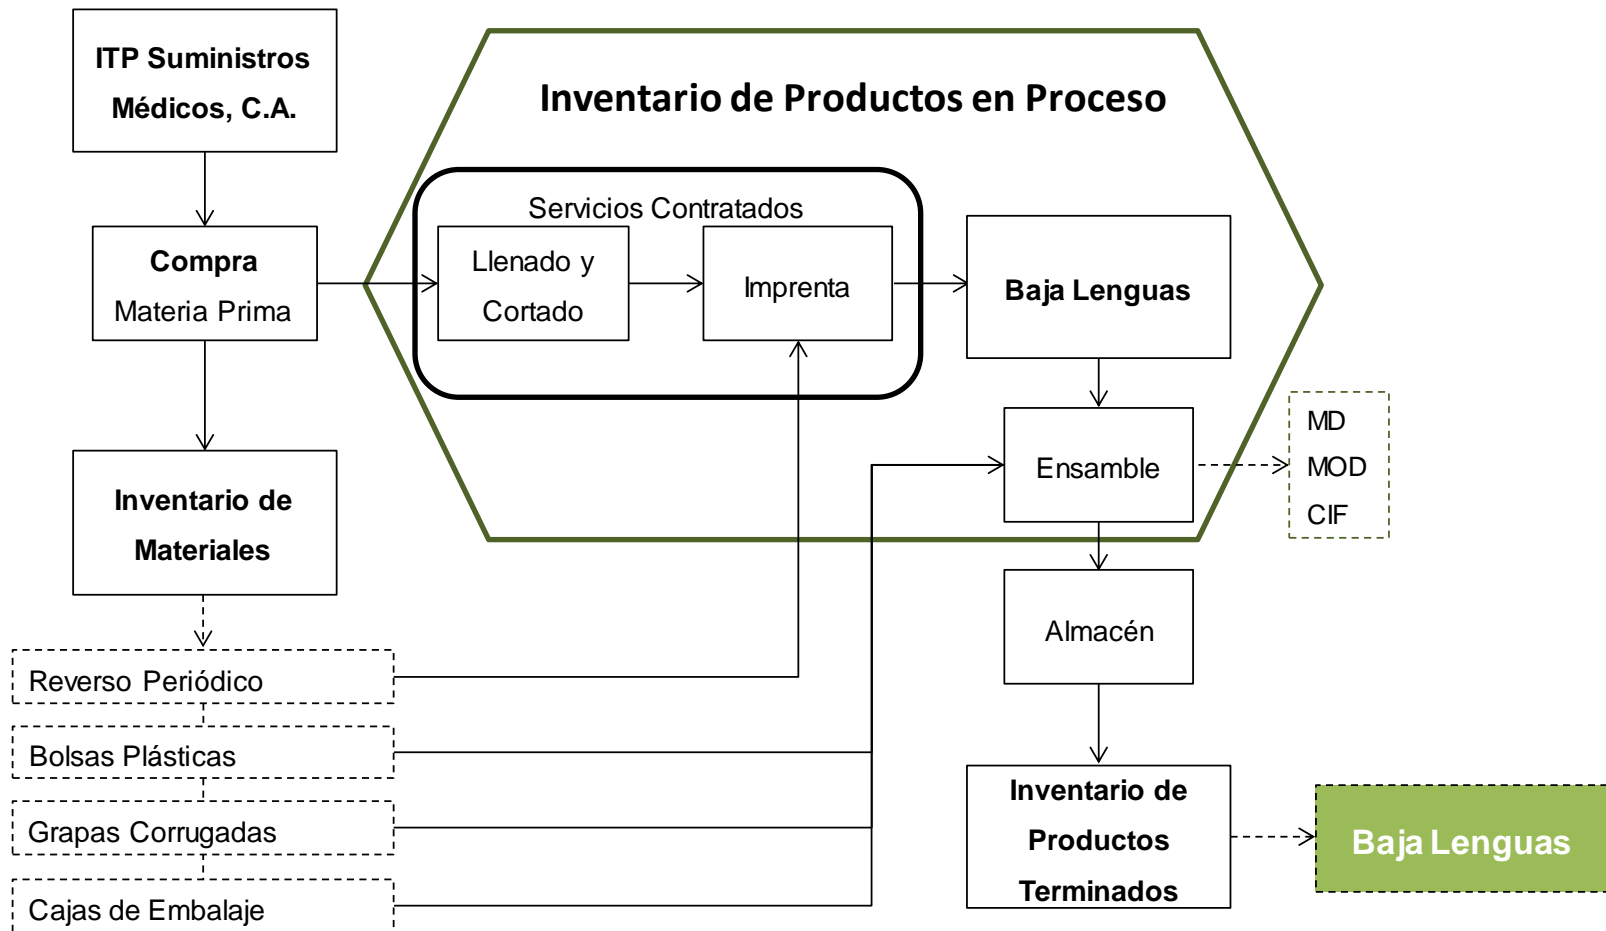 ITP Suministros
Médicos, C.A.
Inventario de Productos en Proceso
Servicios Contratados
Compra
Materia Prima
Llenado y
Cortado
Imprenta
Baja Lenguas
Inventario de
Materiales
Ensamble
MD
MOD
CIF
Almacén
Reverso Periódico
Bolsas Plásticas
Grapas Corrugadas
Cajas de Embalaje
Inventario de
Productos
Terminados
Baja Lenguas